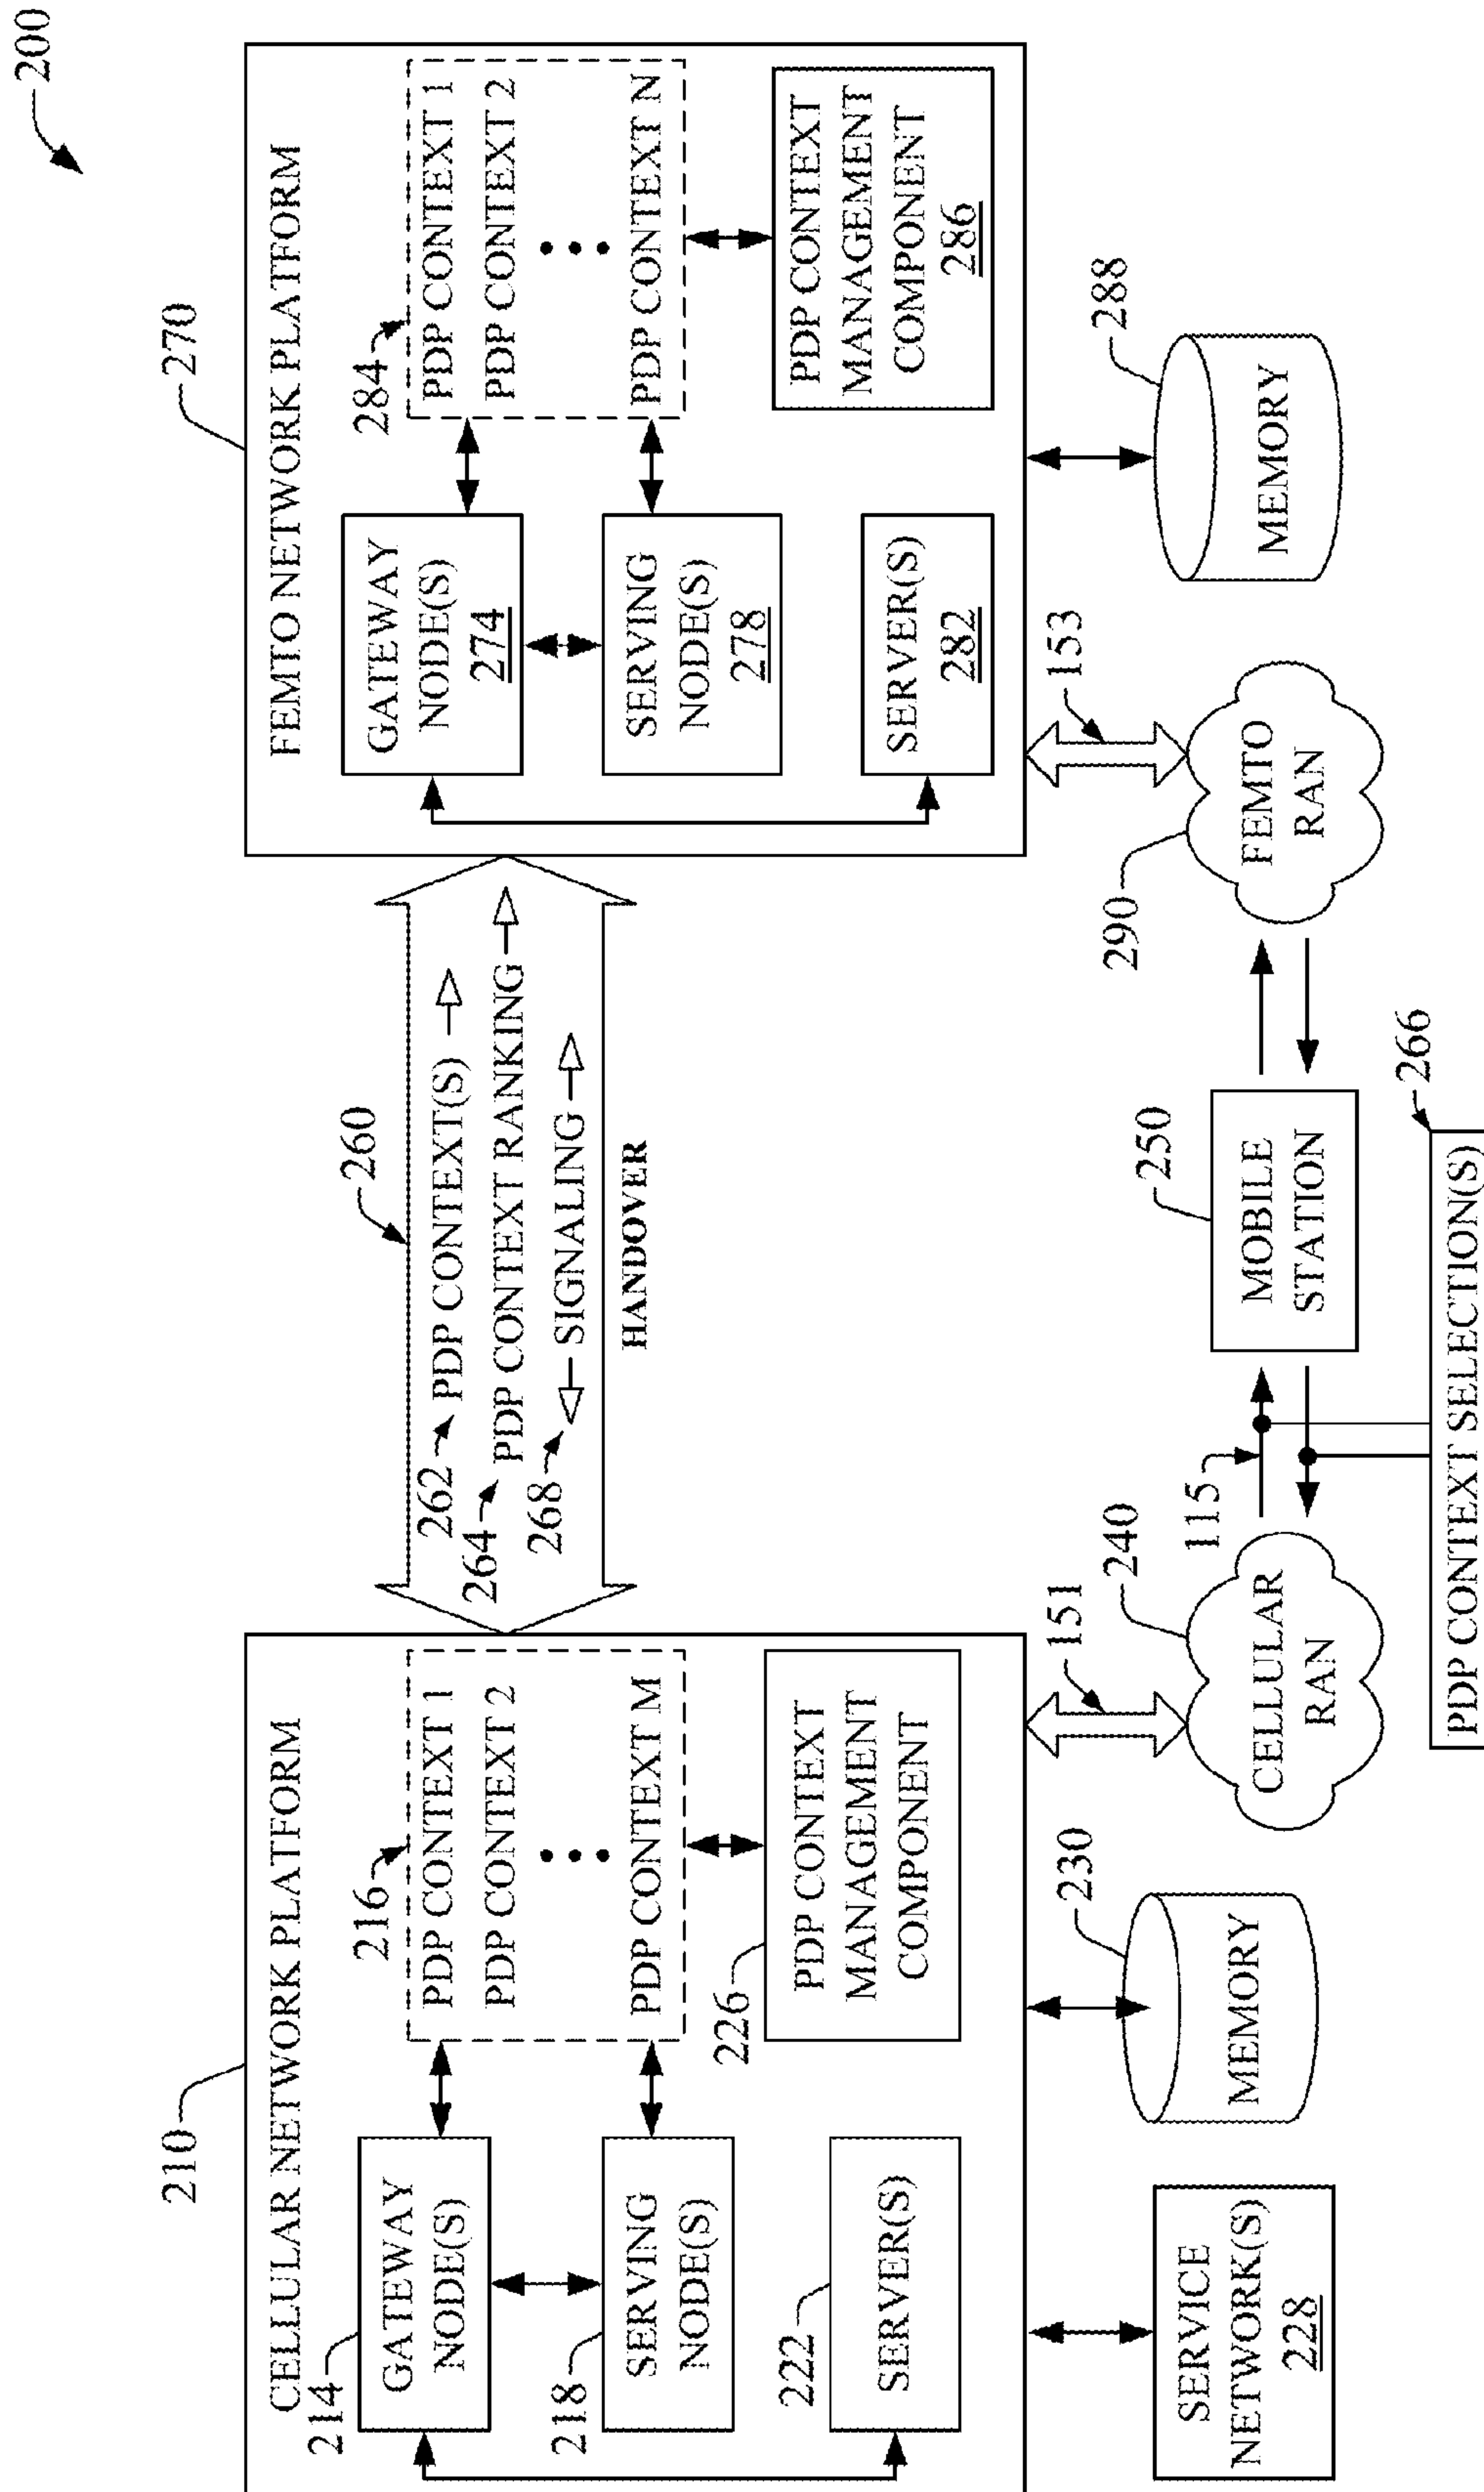 200
210
CELLULAR NETWORK PLATFORM
214
GATEWAY
NODE(S)
218
SERVING
NODE(S)
222
SERVER(S)
216
PDP CONTEXT 1
PDP CONTEXT 2
PDP CONTEXT M
226
PDP CONTEXT
MANAGEMENT
COMPONENT
260
262
PDP CONTEXT(S)
264
PDP CONTEXT RANKING
268
SIGNALING
HANDOVER
270
FEMTO NETWORK PLATFORM
GATEWAY
NODE(S)
274
SERVING
NODE(S)
278
SERVER(S)
282
284
PDP CONTEXT 1
PDP CONTEXT 2
PDP CONTEXT N
PDP CONTEXT
MANAGEMENT
COMPONENT
286
SERVICE
NETWORK(S)
228
230
MEMORY
151
240
CELLULAR
RAN
115
250
MOBILE
STATION
266
PDP CONTEXT SELECTION(S)
290
FEMTO
RAN
153
288
MEMORY